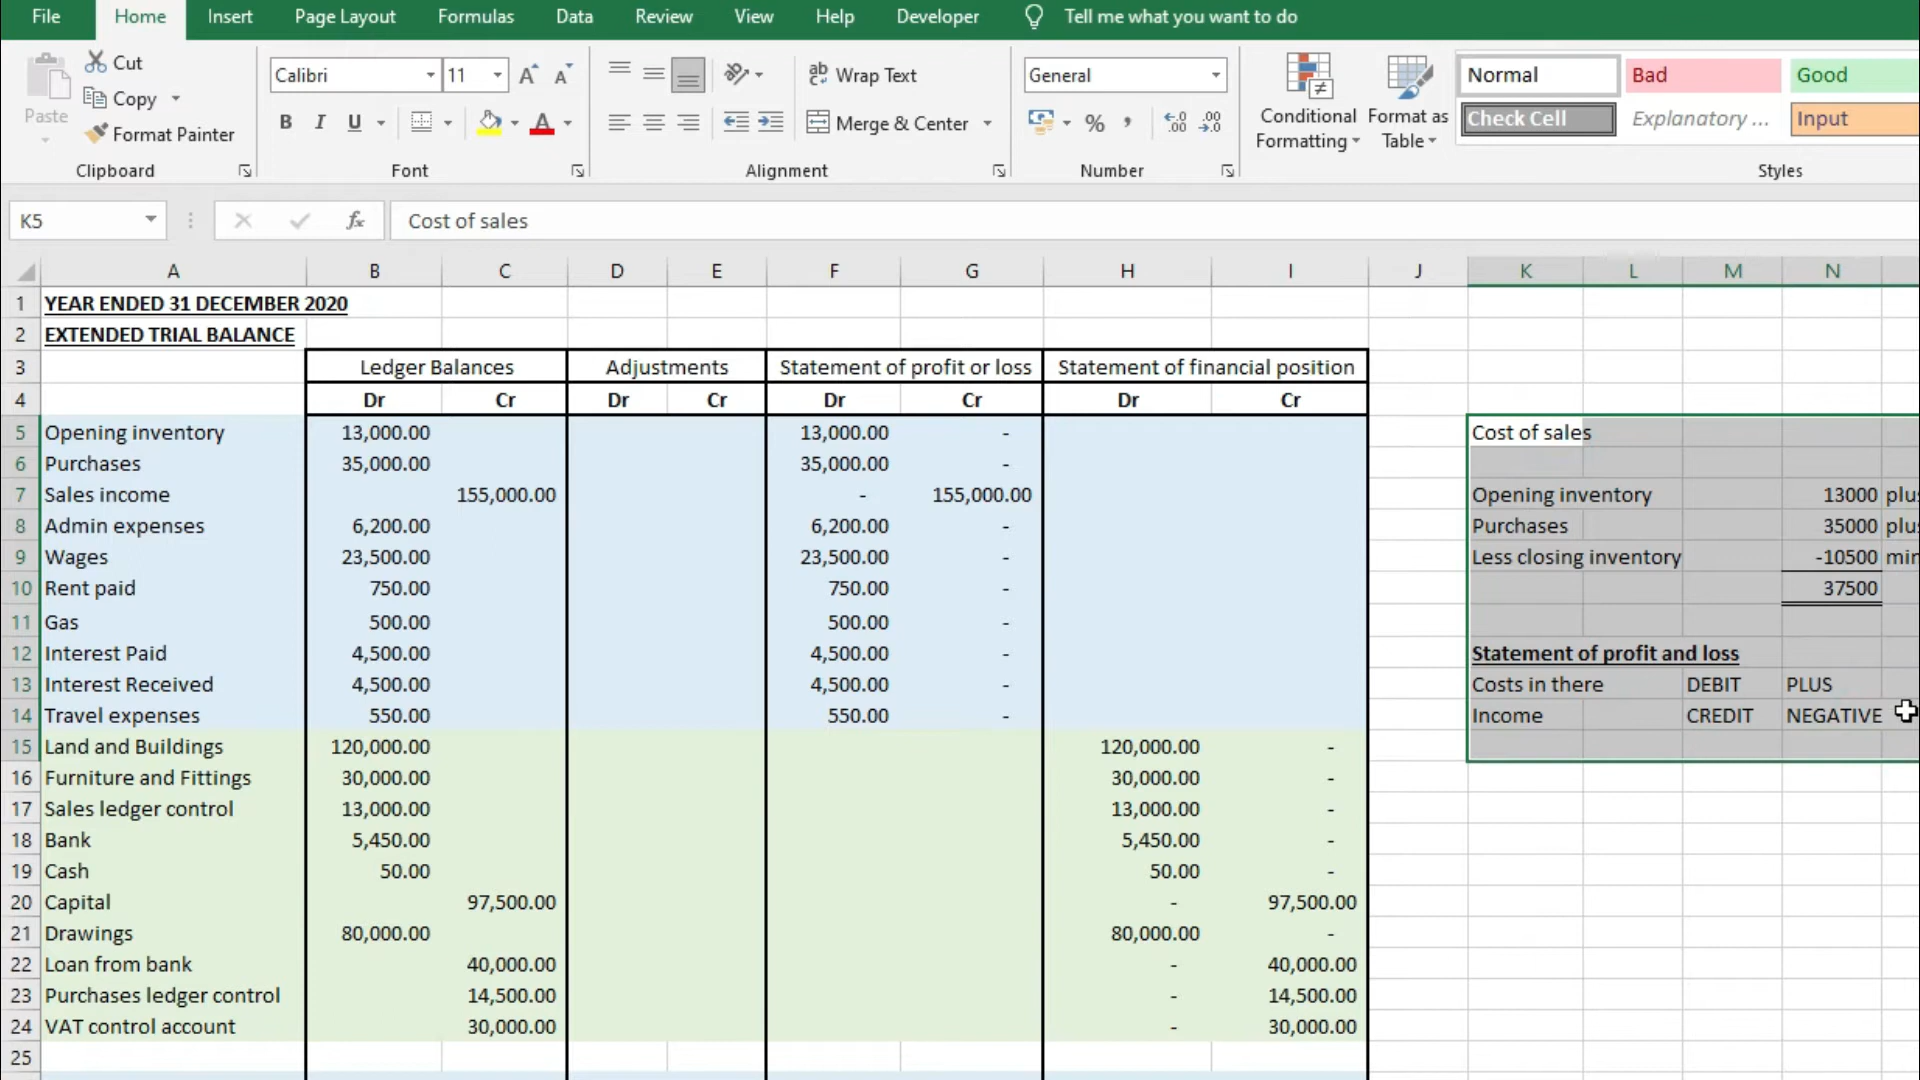 File Home Insert Page Layout Formulas Data Review View Help Developer Tell me what you want to do
Paste Cut Calibri 11 Wrap Text General Conditional Formatting Format as Table Normal Bad Good
Copy Check Cell Explanatory ... Input
Format Painter B I U Merge & Center %
Clipboard Font Alignment Number Styles
K5 fx Cost of sales
A B C D E F G H I J K L M N
1 YEAR ENDED 31 DECEMBER 2020
2 EXTENDED TRIAL BALANCE
3 Ledger Balances Adjustments Statement of profit or loss Statement of financial position
4 Dr Cr Dr Cr Dr Cr Dr Cr
5 Opening inventory 13,000.00 13,000.00 - Cost of sales
6 Purchases 35,000.00 35,000.00 -
7 Sales income 155,000.00 - 155,000.00 Opening inventory 13000 plus
8 Admin expenses 6,200.00 6,200.00 - Purchases 35000 plus
9 Wages 23,500.00 23,500.00 - Less closing inventory -10500 min
10 Rent paid 750.00 750.00 - 37500
11 Gas 500.00 500.00 -
12 Interest Paid 4,500.00 4,500.00 - Statement of profit and loss
13 Interest Received 4,500.00 4,500.00 - Costs in there DEBIT PLUS
14 Travel expenses 550.00 550.00 - Income CREDIT NEGATIVE
15 Land and Buildings 120,000.00 120,000.00 -
16 Furniture and Fittings 30,000.00 30,000.00 -
17 Sales ledger control 13,000.00 13,000.00 -
18 Bank 5,450.00 5,450.00 -
19 Cash 50.00 50.00 -
20 Capital 97,500.00 - 97,500.00
21 Drawings 80,000.00 80,000.00 -
22 Loan from bank 40,000.00 - 40,000.00
23 Purchases ledger control 14,500.00 - 14,500.00
24 VAT control account 30,000.00 - 30,000.00
25